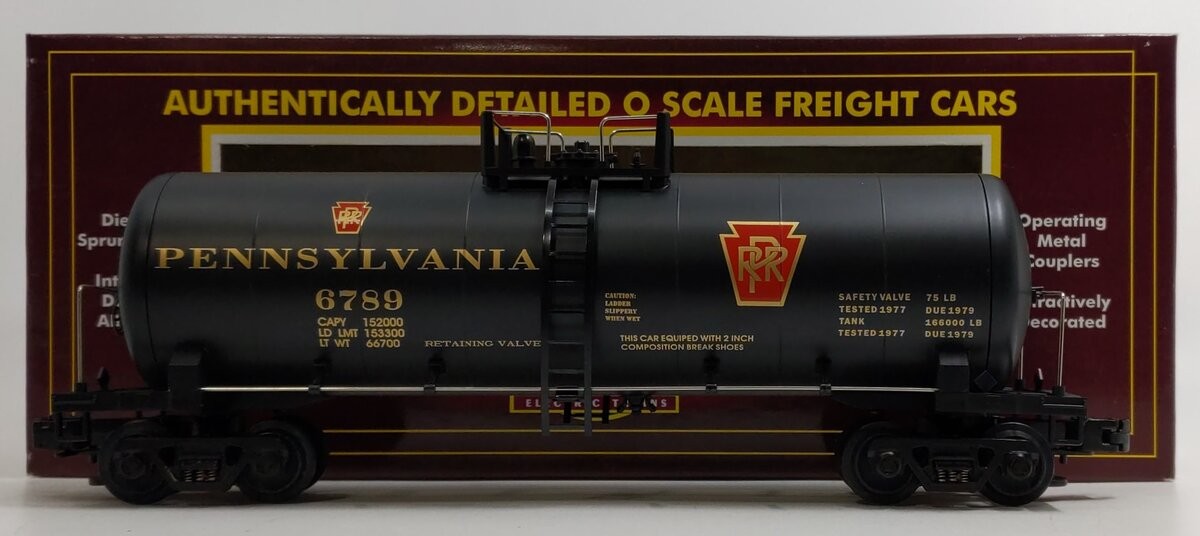 AUTHENTICALLY DETAILED O SCALE FREIGHT CARS
Operating
Metal
Couplers
PRR
PENNSYLVANIA
6789
CAPY 152000
LD LMT 153300
LT WT 66700
RETAINING VALVE
CAUTION:
LADDER
SLIPPERY
WHEN WET
PRR
THIS CAR EQUIPED WITH 2 INCH
COMPOSITION BREAK SHOES
SAFETY VALVE 75 LB
TESTED 1977 DUE 1979
TANK 166000 LB
TESTED 1977 DUE 1979